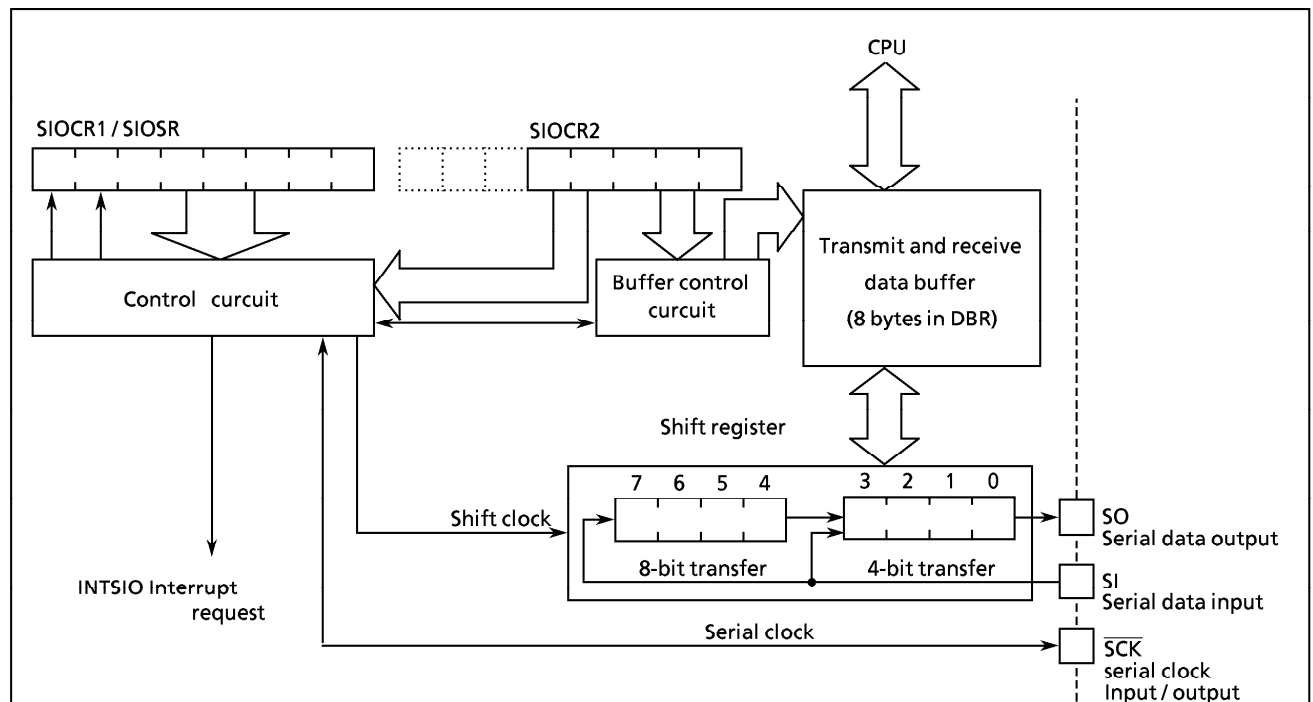 CPU
SIOCR1 / SIOSR
SIOCR2
Control curcuit
Buffer control
curcuit
Transmit and receive
data buffer
(8 bytes in DBR)
Shift register
7 6 5 4
3 2 1 0
Shift clock
8-bit transfer
4-bit transfer
SO
Serial data output
SI
Serial data input
INTSIO Interrupt
request
Serial clock
SCK
serial clock
Input / output